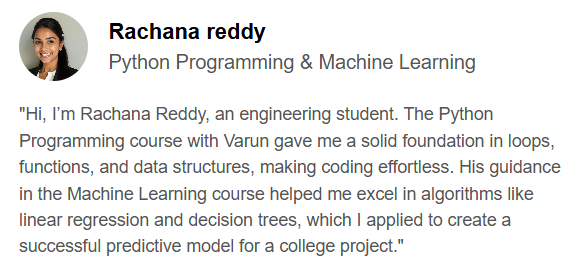 Rachana reddy
Python Programming & Machine Learning
"Hi, I’m Rachana Reddy, an engineering student. The Python
Programming course with Varun gave me a solid foundation in loops,
functions, and data structures, making coding effortless. His guidance
in the Machine Learning course helped me excel in algorithms like
linear regression and decision trees, which I applied to create a
successful predictive model for a college project."